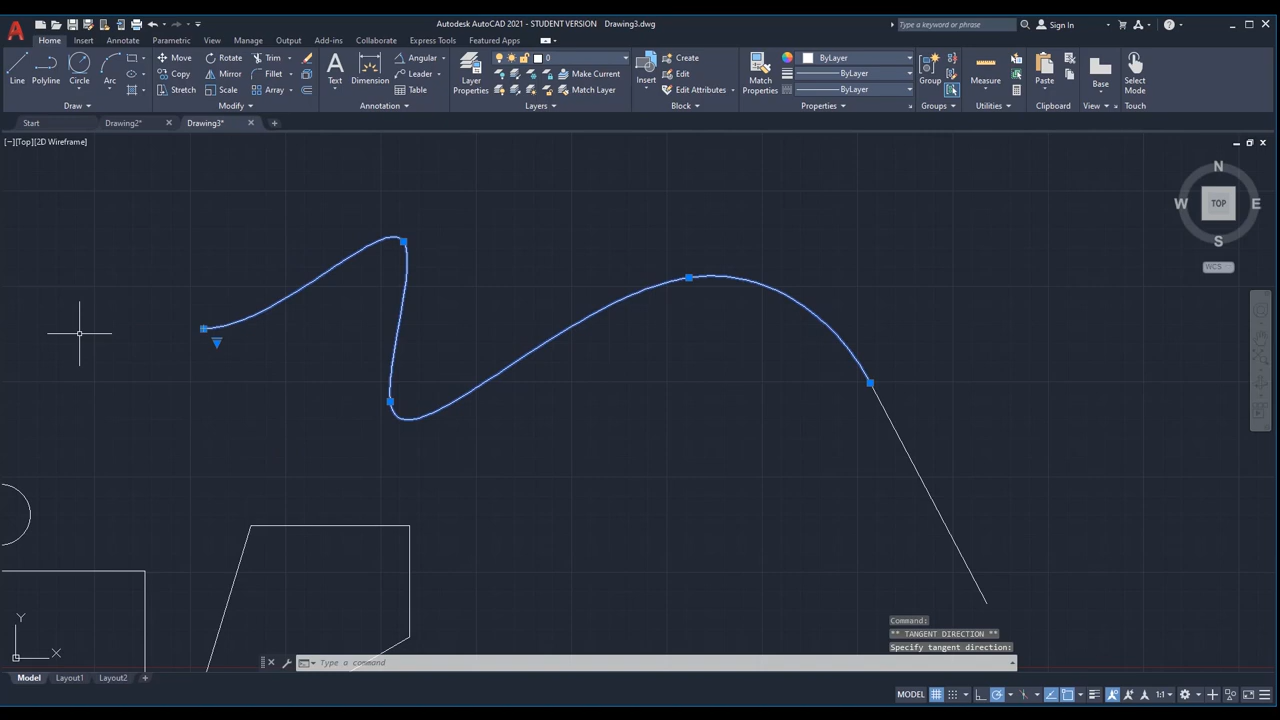 Autodesk AutoCAD 2021 - STUDENT VERSION Drawing3.dwg
Type a keyword or phrase
Sign In
Home Insert Annotate Parametric View Manage Output Add-ins Collaborate Express Tools Featured Apps
Line Polyline Circle Arc
Move Rotate Trim
Copy Mirror Fillet
Stretch Scale Array
Text Dimension
Angular
Leader
Table
Layer Properties
0
Make Current
Match Layer
Insert
Create
Edit
Edit Attributes
Match Properties
ByLayer
ByLayer
ByLayer
Group
Measure
Paste
Base
Select Mode
Draw Modify Annotation Layers Block Properties Groups Utilities Clipboard View Touch
Start Drawing2* Drawing3*
[−][Top][2D Wireframe]
N
W TOP E
S
WCS
Y
X
Command:
** TANGENT DIRECTION **
Specify tangent direction:
Type a command
Model Layout1 Layout2
MODEL 1:1